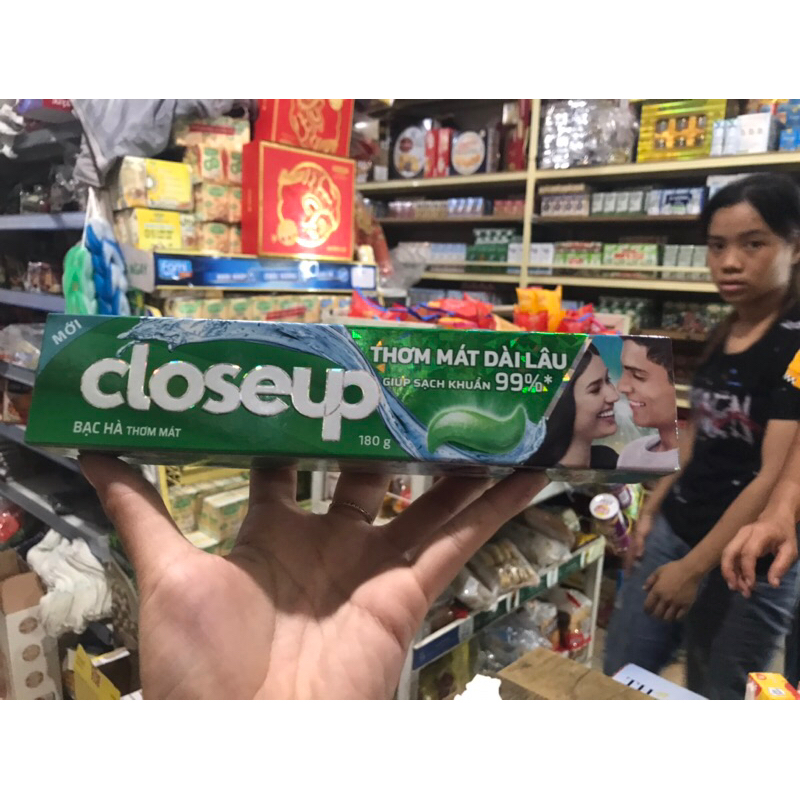 MỚI
closeup
BẠC HÀ THƠM MÁT
180 g
THƠM MÁT DÀI LÂU
GIÚP SẠCH KHUẨN 99%*